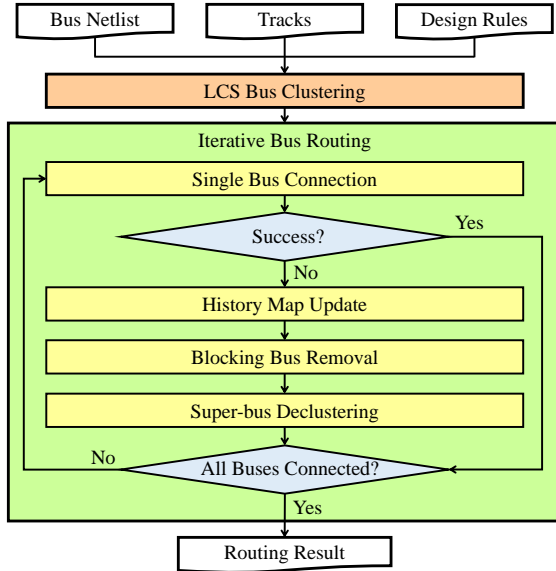 Bus Netlist
Tracks
Design Rules
LCS Bus Clustering
Iterative Bus Routing
Single Bus Connection
Success?
Yes
No
History Map Update
Blocking Bus Removal
Super-bus Declustering
No
All Buses Connected?
Yes
Routing Result